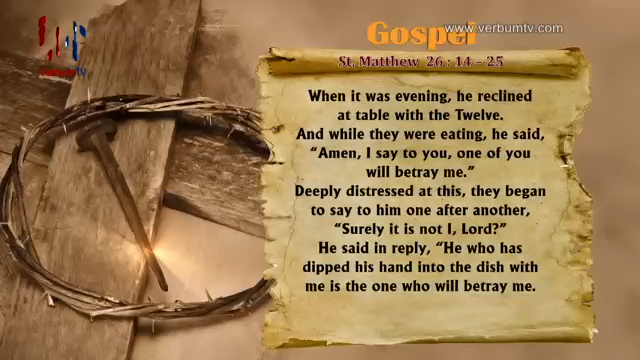 www.verbumtv.com
Gospel
St. Matthew 26 : 14 – 25
When it was evening, he reclined
at table with the Twelve.
And while they were eating, he said,
“Amen, I say to you, one of you
will betray me.”
Deeply distressed at this, they began
to say to him one after another,
“Surely it is not I, Lord?”
He said in reply, “He who has
dipped his hand into the dish with
me is the one who will betray me.